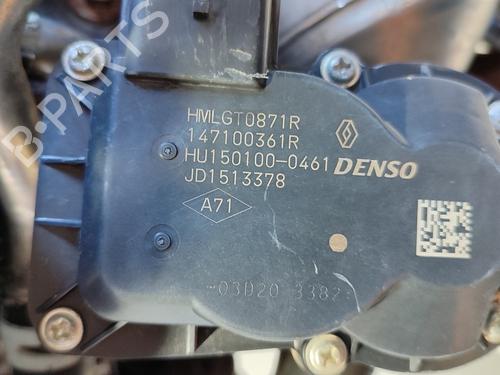 HMLGT0871R
147100361R
HU150100-0461 DENSO
JD1513378
A71
03D20 3382
B-PARTS